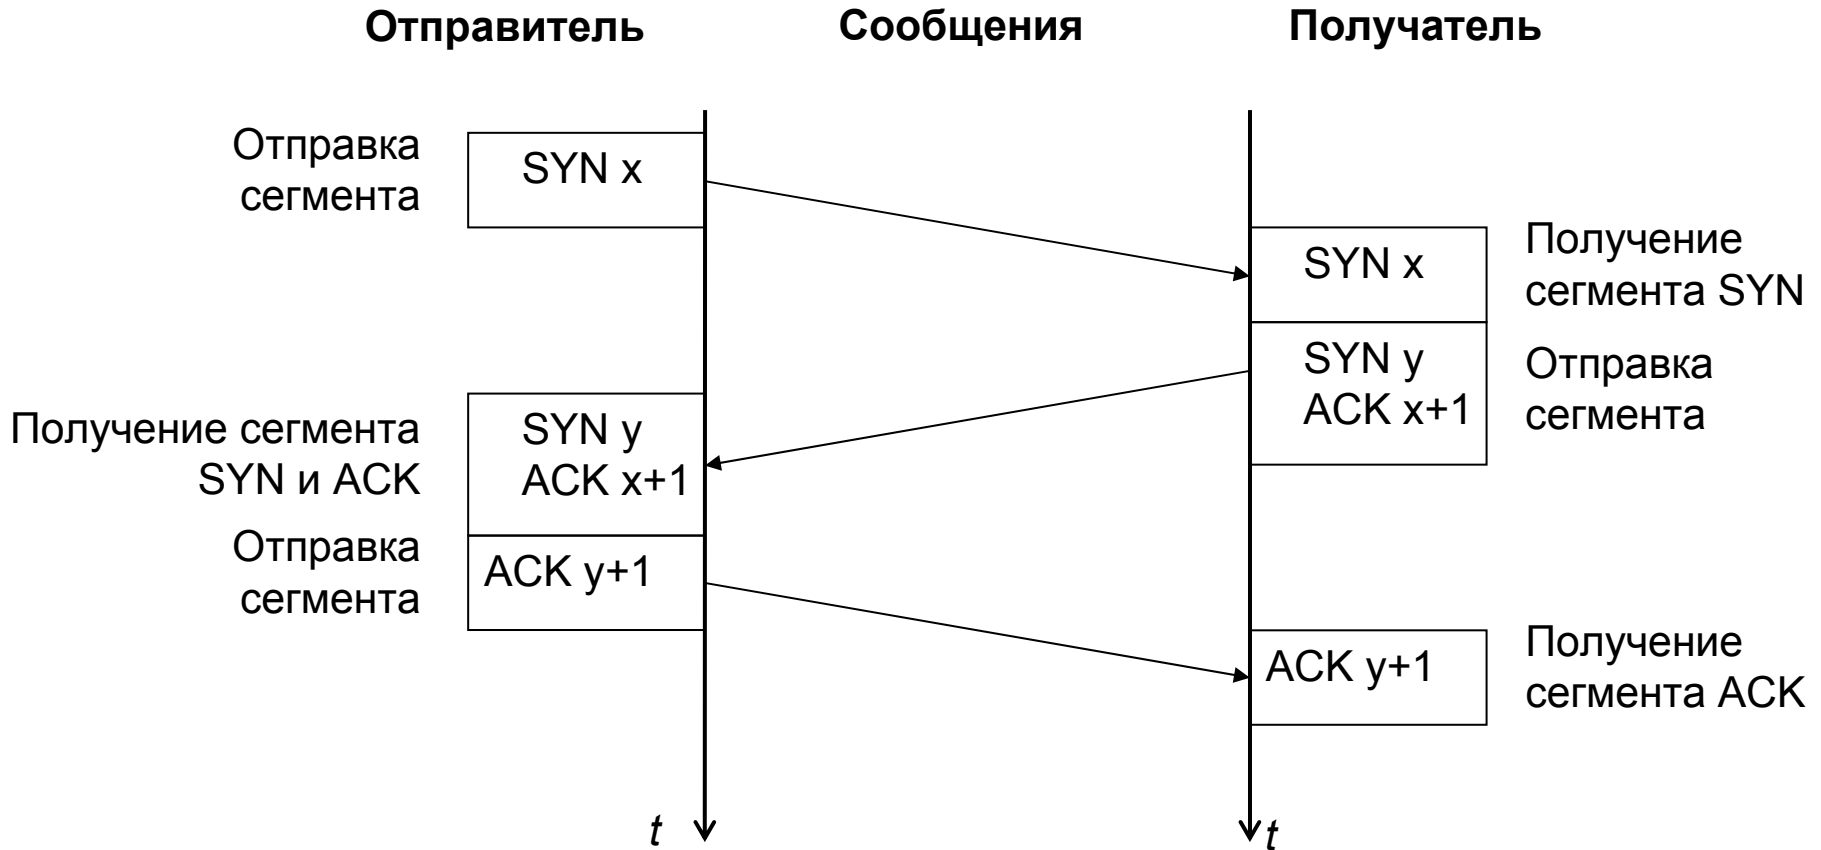 Отправитель
Сообщения
Получатель
Отправка
сегмента
SYN x
SYN x
Получение
сегмента SYN
SYN y
ACK x+1
Отправка
сегмента
Получение сегмента
SYN и ACK
SYN y
ACK x+1
Отправка
сегмента
ACK y+1
ACK y+1
Получение
сегмента ACK
t
t